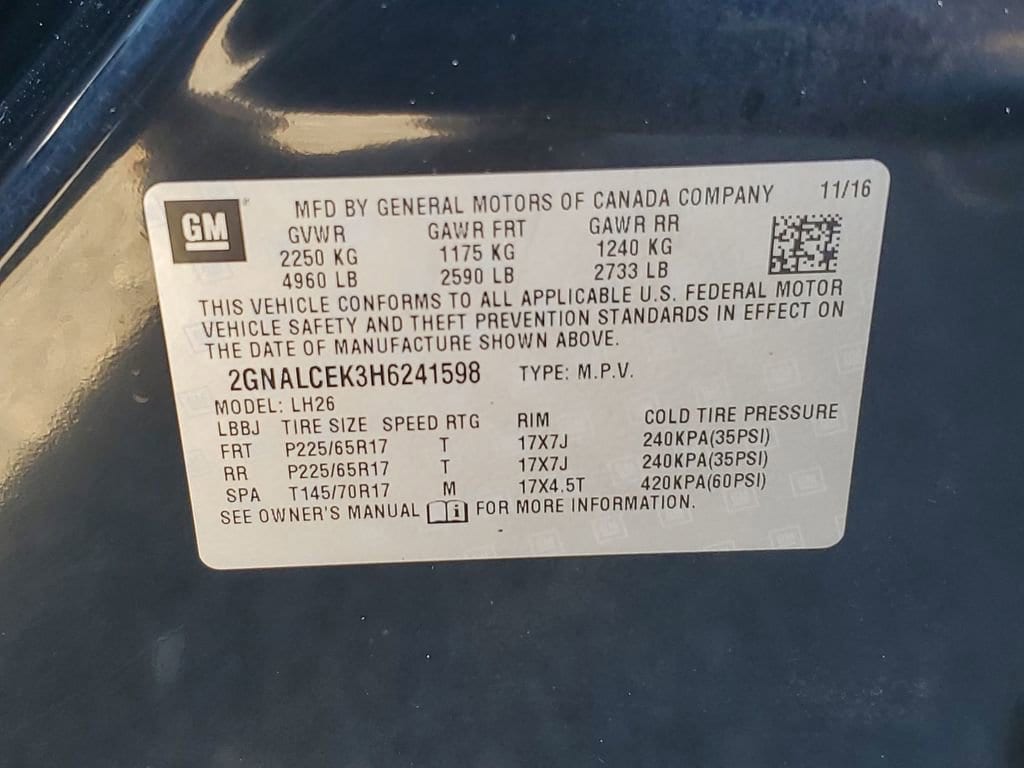 GM ® MFD BY GENERAL MOTORS OF CANADA COMPANY 11/16
GVWR GAWR FRT GAWR RR
2250 KG 1175 KG 1240 KG
4960 LB 2590 LB 2733 LB
THIS VEHICLE CONFORMS TO ALL APPLICABLE U.S. FEDERAL MOTOR
VEHICLE SAFETY AND THEFT PREVENTION STANDARDS IN EFFECT ON
THE DATE OF MANUFACTURE SHOWN ABOVE.
2GNALCEK3H6241598 TYPE: M.P.V.
MODEL: LH26
LBBJ TIRE SIZE SPEED RTG RIM COLD TIRE PRESSURE
FRT P225/65R17 T 17X7J 240KPA(35PSI)
RR P225/65R17 T 17X7J 240KPA(35PSI)
SPA T145/70R17 M 17X4.5T 420KPA(60PSI)
SEE OWNER'S MANUAL i FOR MORE INFORMATION.